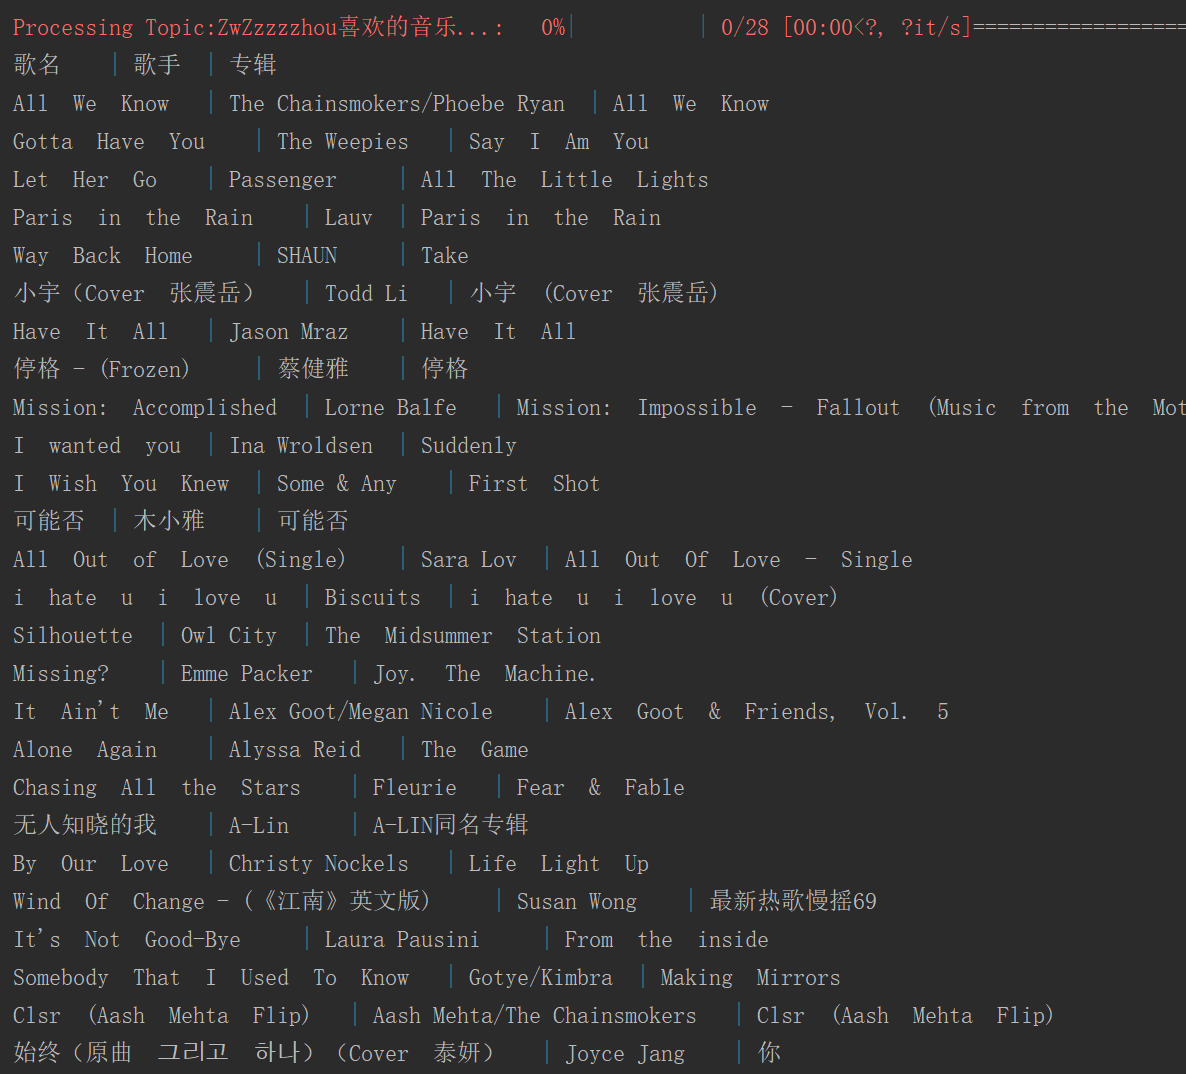 Processing Topic:ZwZzzzzhou喜欢的音乐...:   0%|          | 0/28 [00:00<?, ?it/s]==================
歌名 | 歌手 | 专辑
All We Know | The Chainsmokers/Phoebe Ryan | All We Know
Gotta Have You | The Weepies | Say I Am You
Let Her Go | Passenger | All The Little Lights
Paris in the Rain | Lauv | Paris in the Rain
Way Back Home | SHAUN | Take
小宇（Cover 张震岳） | Todd Li | 小宇 (Cover 张震岳)
Have It All | Jason Mraz | Have It All
停格 - (Frozen) | 蔡健雅 | 停格
Mission: Accomplished | Lorne Balfe | Mission: Impossible - Fallout (Music from the Mot
I wanted you | Ina Wroldsen | Suddenly
I Wish You Knew | Some & Any | First Shot
可能否 | 木小雅 | 可能否
All Out of Love (Single) | Sara Lov | All Out Of Love - Single
i hate u i love u | Biscuits | i hate u i love u (Cover)
Silhouette | Owl City | The Midsummer Station
Missing? | Emme Packer | Joy. The Machine.
It Ain't Me | Alex Goot/Megan Nicole | Alex Goot & Friends, Vol. 5
Alone Again | Alyssa Reid | The Game
Chasing All the Stars | Fleurie | Fear & Fable
无人知晓的我 | A-Lin | A-LIN同名专辑
By Our Love | Christy Nockels | Life Light Up
Wind Of Change - (《江南》英文版) | Susan Wong | 最新热歌慢摇69
It's Not Good-Bye | Laura Pausini | From the inside
Somebody That I Used To Know | Gotye/Kimbra | Making Mirrors
Clsr (Aash Mehta Flip) | Aash Mehta/The Chainsmokers | Clsr (Aash Mehta Flip)
始终（原曲 그리고 하나）（Cover 泰妍） | Joyce Jang | 你